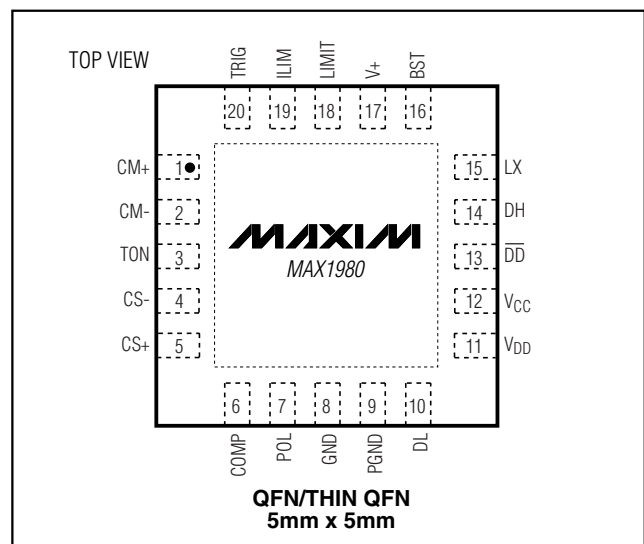 TOP VIEW
TRIG
ILIM
LIMIT
V+
BST
20
19
18
17
16
CM+ 1
CM- 2
TON 3
CS- 4
CS+ 5
MAXIM
MAX1980
15 LX
14 DH
13 D̅D̅
12 VCC
11 VDD
6
7
8
9
10
COMP
POL
GND
PGND
DL
QFN/THIN QFN
5mm x 5mm